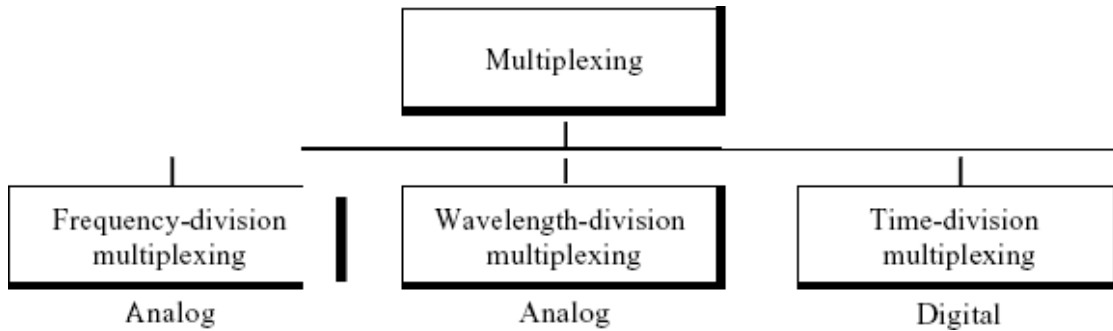 Multiplexing
Frequency-division
multiplexing
Wavelength-division
multiplexing
Time-division
multiplexing
Analog
Analog
Digital